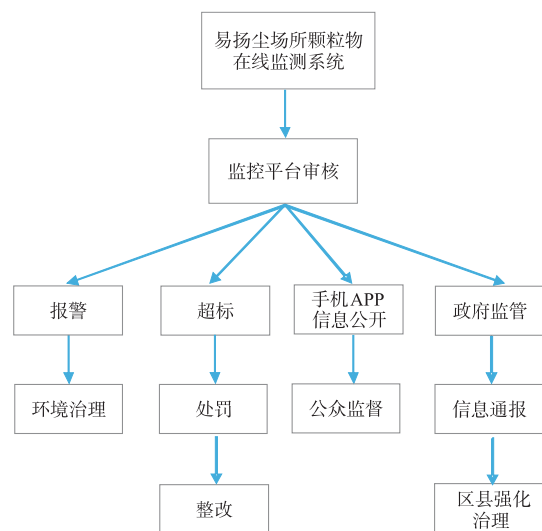 易扬尘场所颗粒物
在线监测系统
监控平台审核
报警
超标
手机APP
信息公开
政府监管
环境治理
处罚
公众监督
信息通报
整改
区县强化
治理